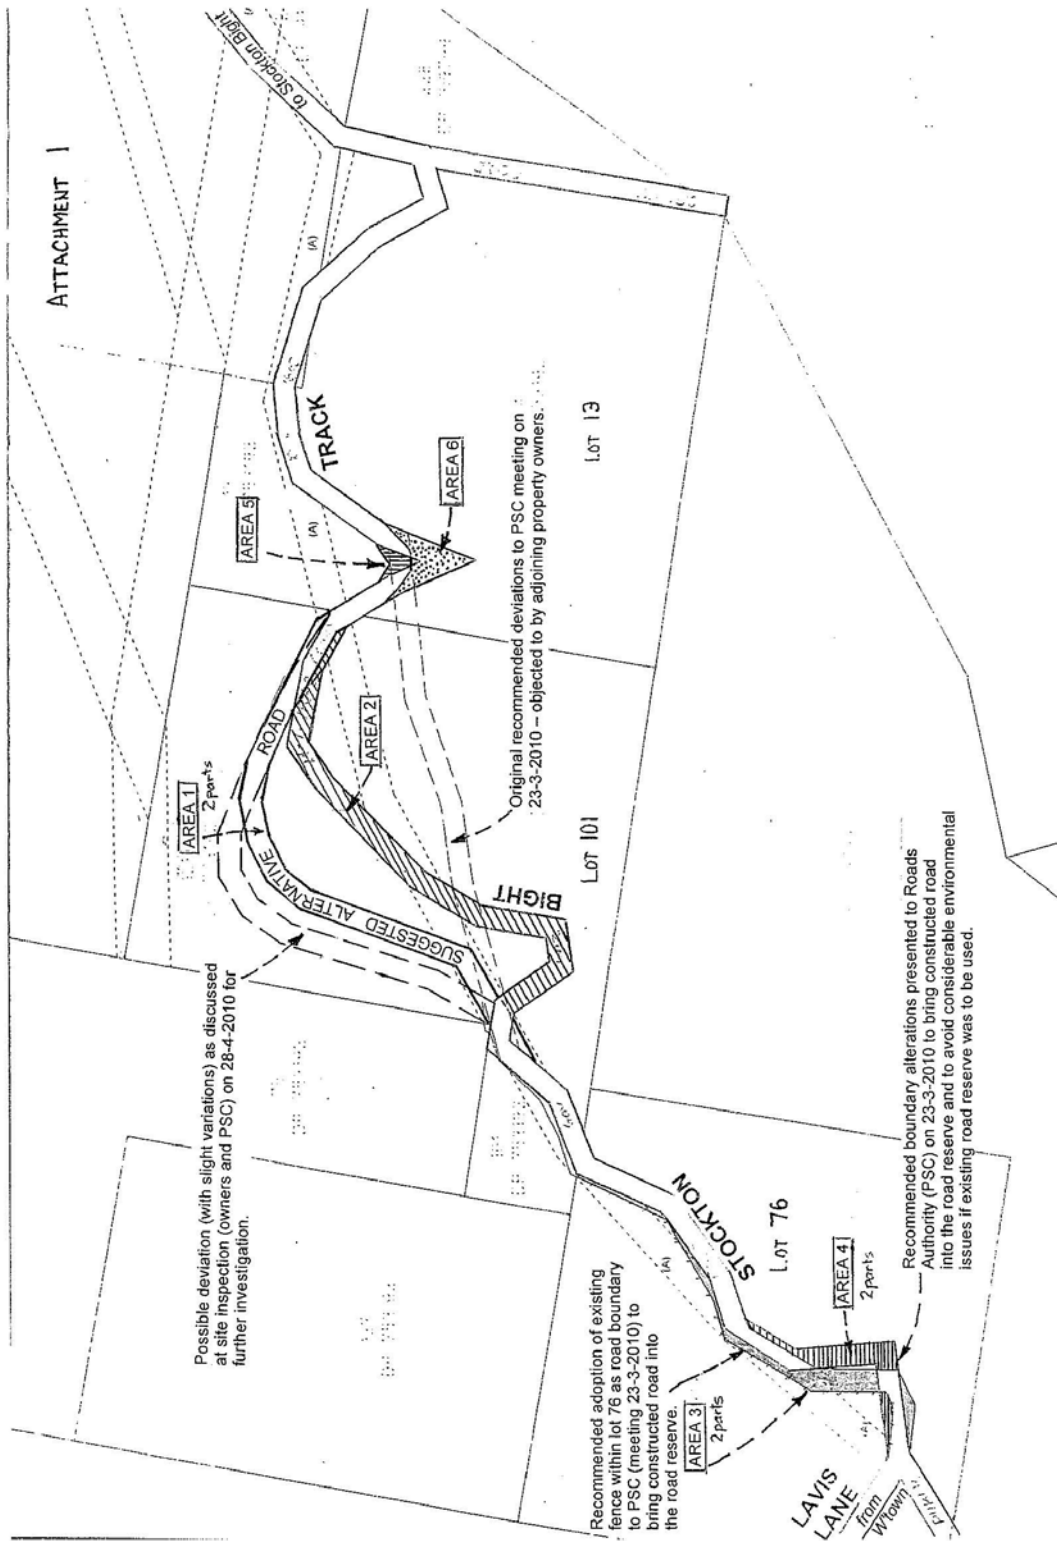 ATTACHMENT 1
to Stockton Bight
(A)
TRACK
AREA 5
(A)
AREA 6
Original recommended deviations to PSC meeting on
23-3-2010 – objected to by adjoining property owners.
LOT 13
ROAD
AREA 1
2 parts
AREA 2
SUGGESTED ALTERNATIVE
BIGHT
LOT 101
Possible deviation (with slight variations) as discussed
at site inspection (owners and PSC) on 28-4-2010 for
further investigation.
STOCKTON
LOT 76
(A)
Recommended adoption of existing
fence within lot 76 as road boundary
to PSC (meeting 23-3-2010) to
bring constructed road into
the road reserve.
AREA 3
2 parts
AREA 4
2 parts
Recommended boundary alterations presented to Roads
Authority (PSC) on 23-3-2010 to bring constructed road
into the road reserve and to avoid considerable environmental
issues if existing road reserve was to be used.
(A)
LAVIS
LANE
from
W'town